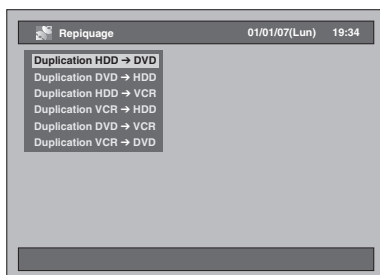 Repiquage 01/01/07(Lun) 19:34
Duplication HDD ➔ DVD
Duplication DVD ➔ HDD
Duplication HDD ➔ VCR
Duplication VCR ➔ HDD
Duplication DVD ➔ VCR
Duplication VCR ➔ DVD